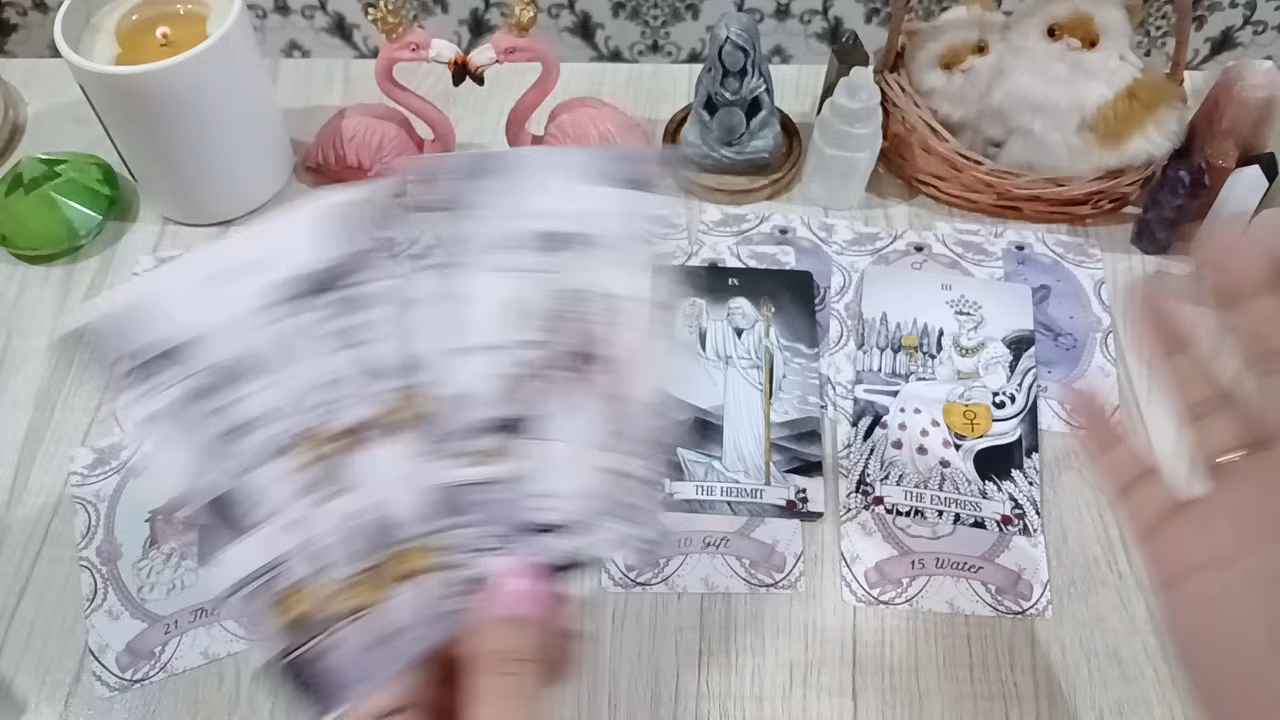 IX
THE HERMIT
10. Gift
III
THE EMPRESS
15. Water
21. The